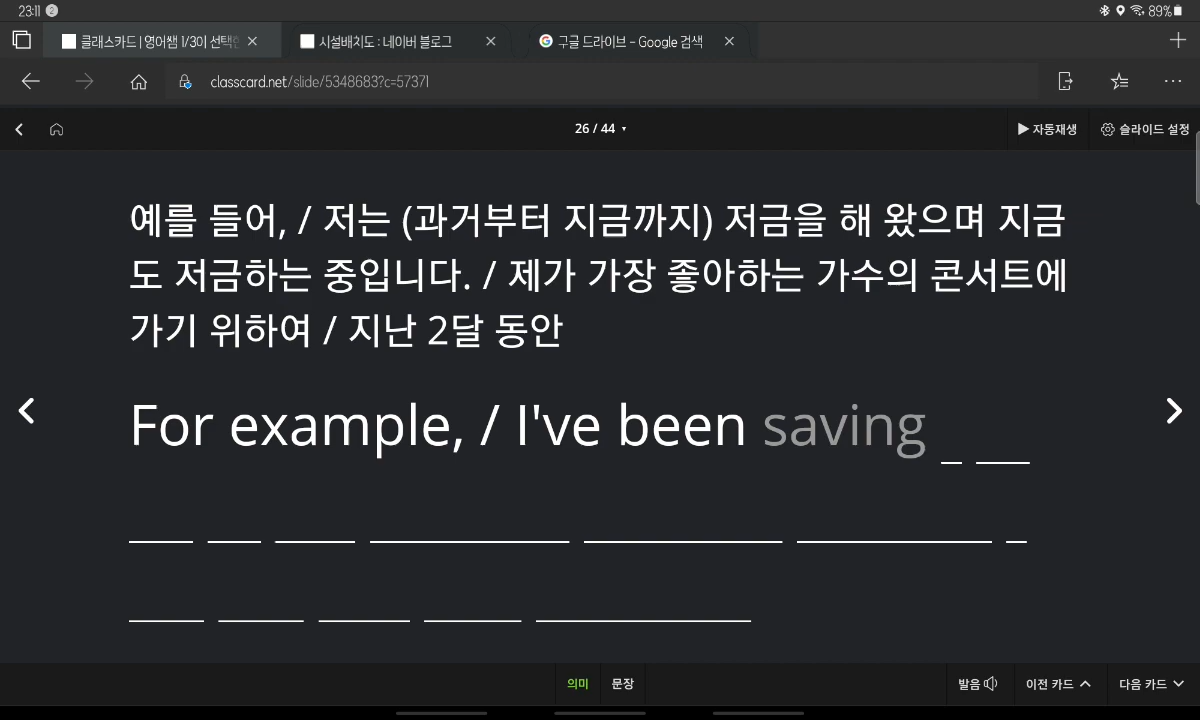 23:11 2 89%
클래스카드 | 영어쌤 1/3이 선택한 시설배치도 : 네이버 블로그 구글 드라이브 - Google 검색
classcard.net/slide/5348683?c=57371
26 / 44 자동재생 슬라이드 설정
예를 들어, / 저는 (과거부터 지금까지) 저금을 해 왔으며 지금
도 저금하는 중입니다. / 제가 가장 좋아하는 가수의 콘서트에
가기 위하여 / 지난 2달 동안
For example, / I've been saving
의미 문장 발음 이전 카드 다음 카드